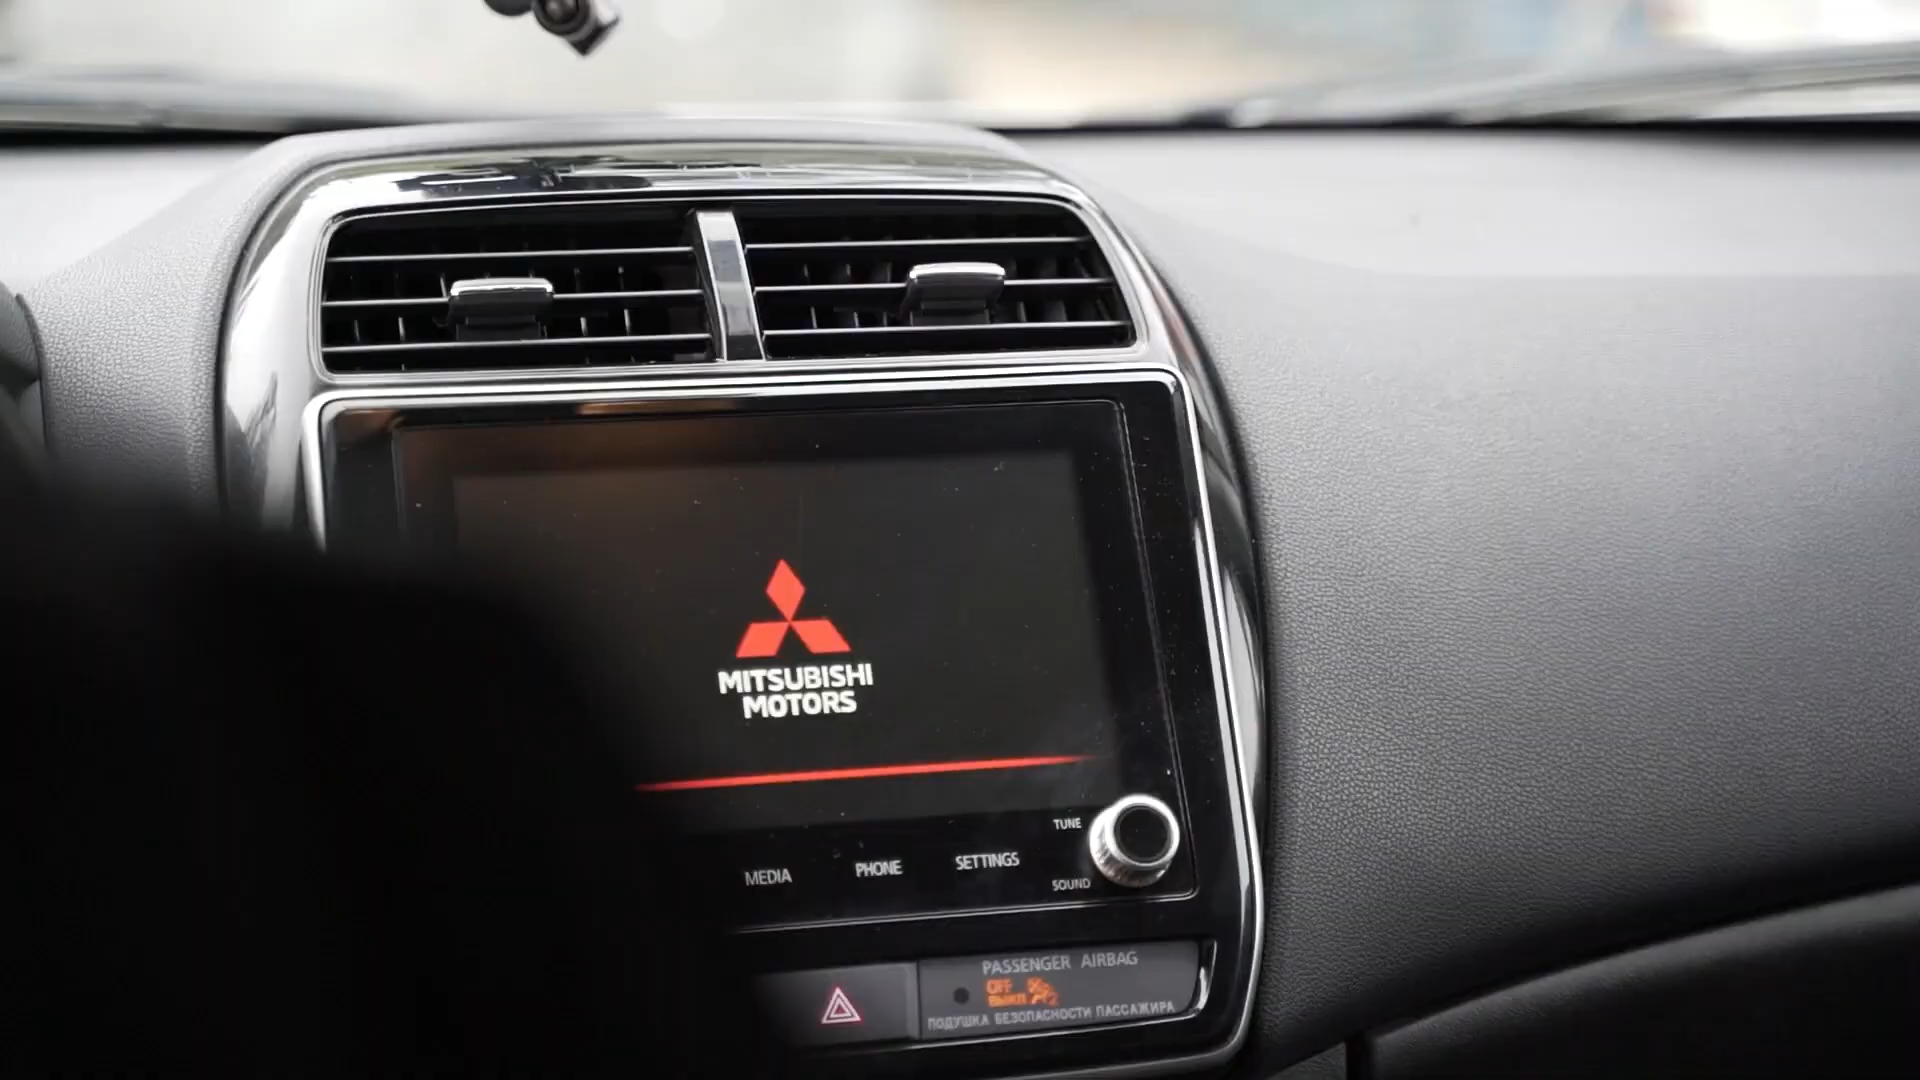 MITSUBISHI
MOTORS
TUNE
MEDIA
PHONE
SETTINGS
SOUND
PASSENGER AIRBAG
OFF
ВЫКЛ
ПОДУШКА БЕЗОПАСНОСТИ ПАССАЖИРА